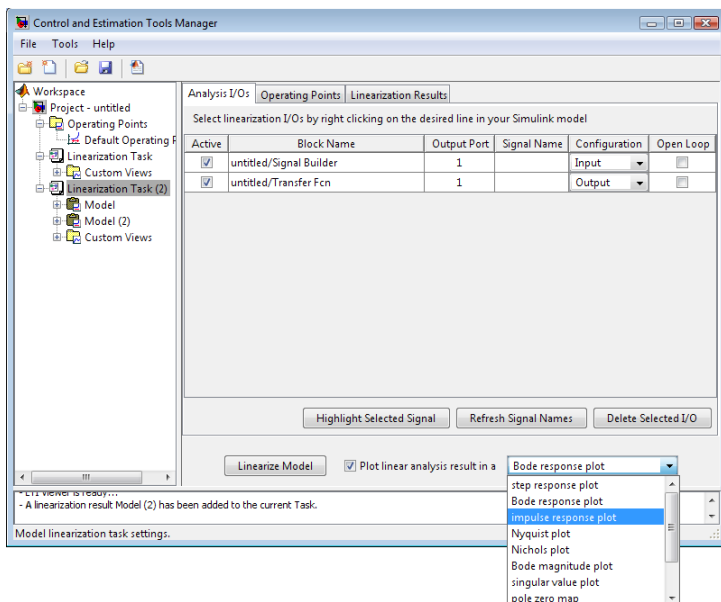 Control and Estimation Tools Manager
File Tools Help
Workspace
Project - untitled
Operating Points
Default Operating P
Linearization Task
Custom Views
Linearization Task (2)
Model
Model (2)
Custom Views
Analysis I/Os Operating Points Linearization Results
Select linearization I/Os by right clicking on the desired line in your Simulink model
Active Block Name Output Port Signal Name Configuration Open Loop
untitled/Signal Builder 1 Input
untitled/Transfer Fcn 1 Output
Highlight Selected Signal Refresh Signal Names Delete Selected I/O
Linearize Model Plot linear analysis result in a Bode response plot
step response plot
Bode response plot
impulse response plot
Nyquist plot
Nichols plot
Bode magnitude plot
singular value plot
pole zero map
- LTI Viewer is ready...
- A linearization result Model (2) has been added to the current Task.
Model linearization task settings.